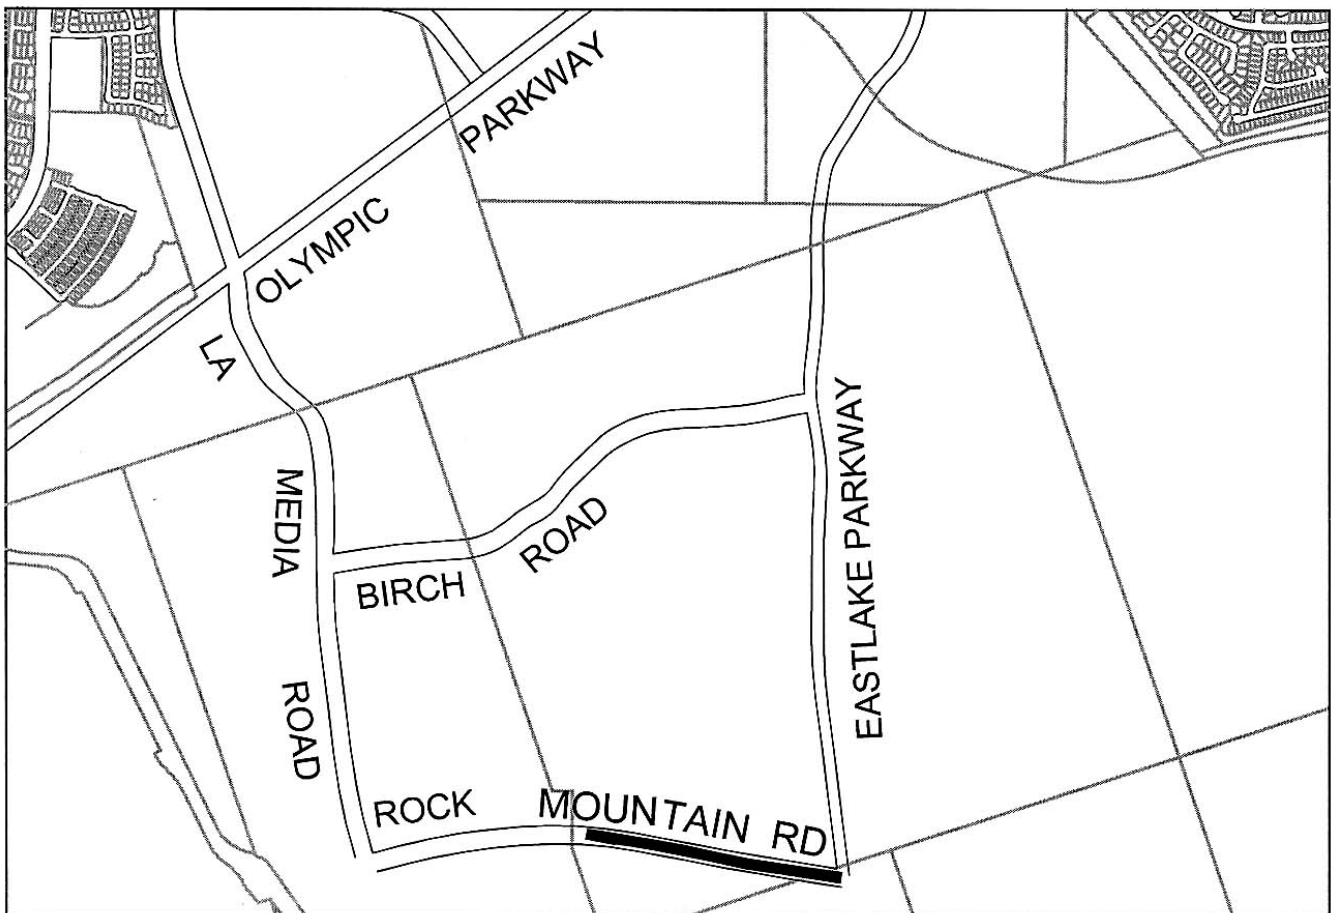 OLYMPIC PARKWAY
LA MEDIA ROAD
BIRCH ROAD
EASTLAKE PARKWAY
ROCK MOUNTAIN RD